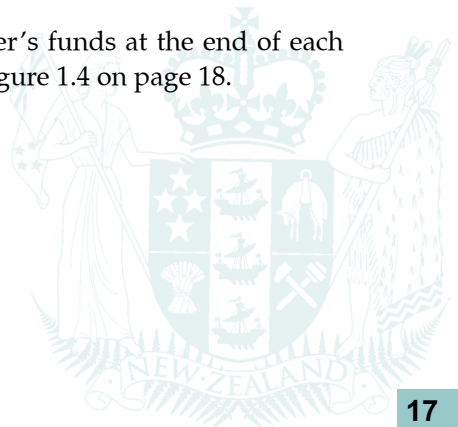 er’s funds at the end of each
gure 1.4 on page 18.
NEW ZEALAND
17